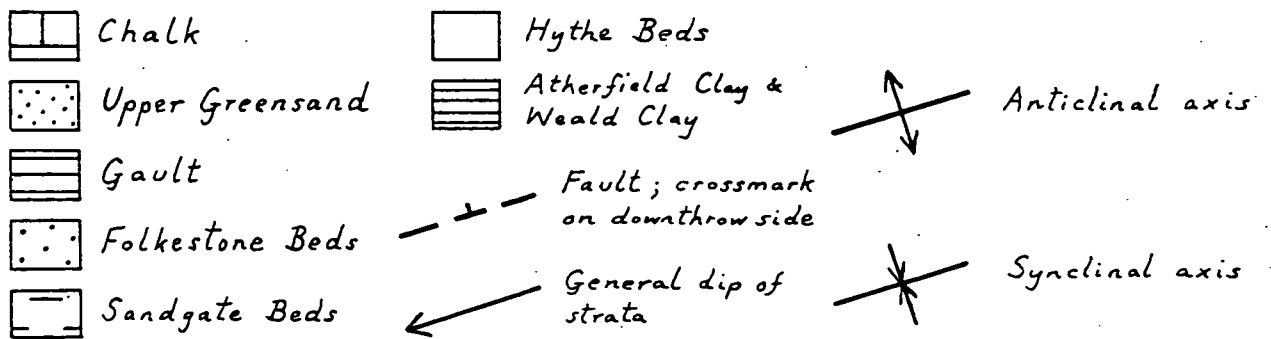 Chalk
Upper Greensand
Gault
Folkestone Beds
Sandgate Beds
Hythe Beds
Atherfield Clay &
Weald Clay
Fault; crossmark
on downthrow side
General dip of
strata
Anticlinal axis
Synclinal axis